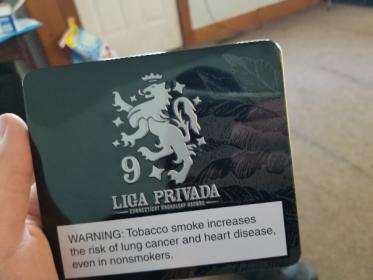 9
LIGA PRIVADA
CONNECTICUT BROADLEAF OSCURO
WARNING: Tobacco smoke increases
the risk of lung cancer and heart disease,
even in nonsmokers.